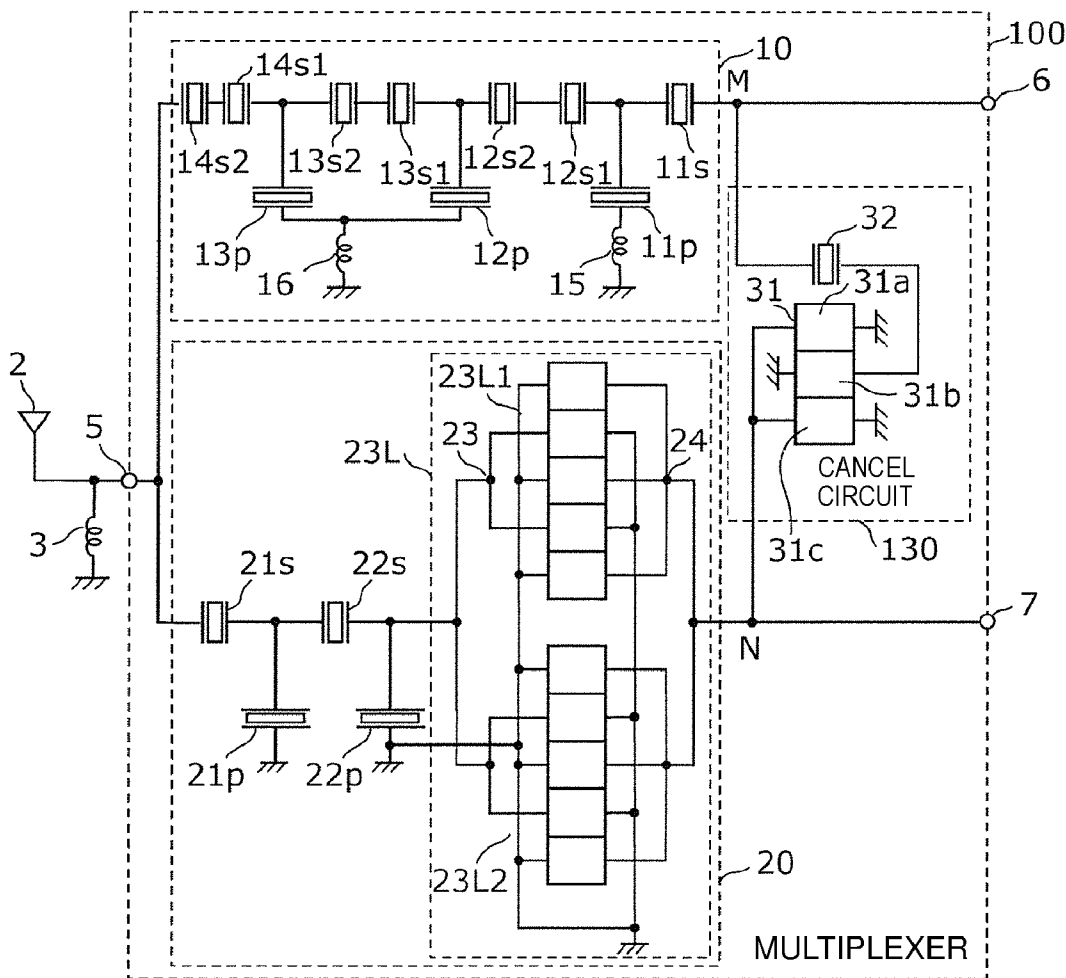 100
10
M
6
14s1
14s2
13s2
13s1
12s2
12s1
11s
13p
16
12p
15
11p
32
31
31a
31b
2
5
23L1
23
24
23L
CANCEL
CIRCUIT
3
31c
130
21s
22s
7
N
21p
22p
23L2
20
MULTIPLEXER